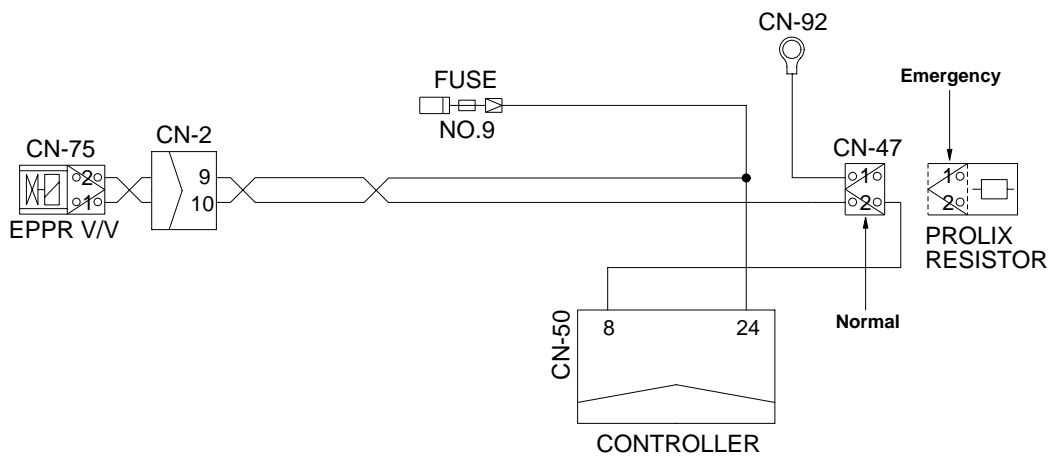 CN-92
Emergency
FUSE
NO.9
CN-2
CN-75
CN-47
2
1
9
10
1
2
1
2
EPPR V/V
PROLIX
RESISTOR
Normal
CN-50
8
24
CONTROLLER